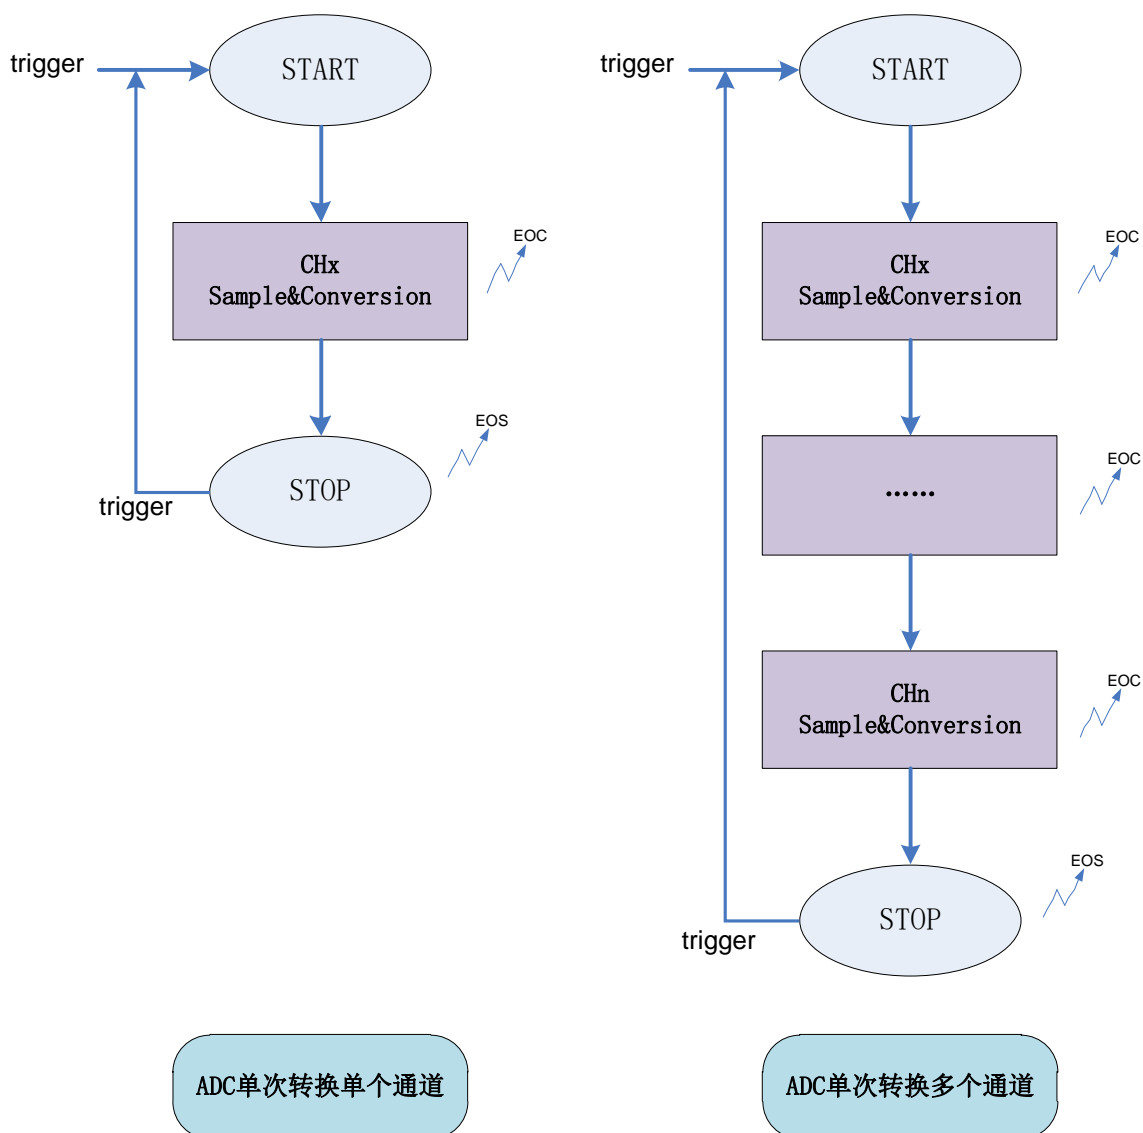 trigger
START
CHx
Sample&Conversion
EOC
STOP
EOS
trigger
ADC单次转换单个通道
trigger
START
CHx
Sample&Conversion
EOC
……
EOC
CHn
Sample&Conversion
EOC
STOP
EOS
trigger
ADC单次转换多个通道